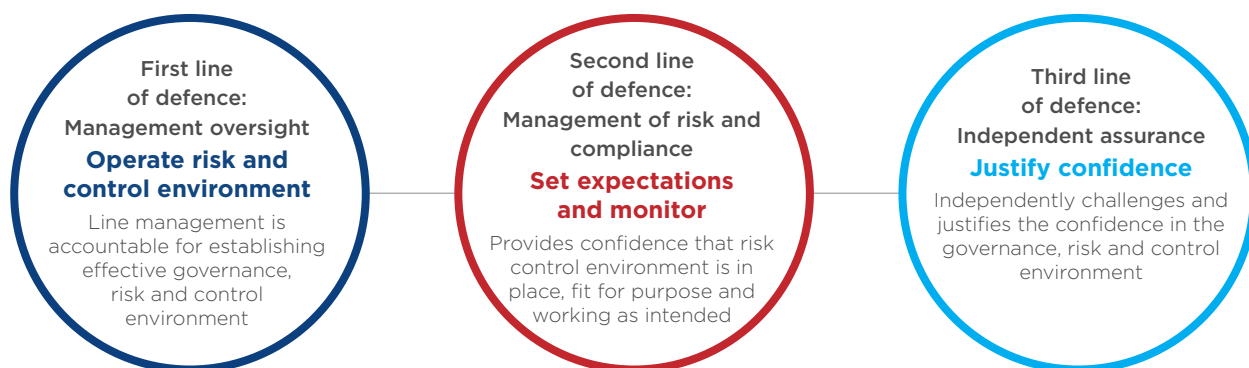 First line
of defence:
Management oversight
Operate risk and
control environment
Line management is
accountable for establishing
effective governance,
risk and control
environment
Second line
of defence:
Management of risk and
compliance
Set expectations
and monitor
Provides confidence that risk
control environment is in
place, fit for purpose and
working as intended
Third line
of defence:
Independent assurance
Justify confidence
Independently challenges and
justifies the confidence in the
governance, risk and control
environment